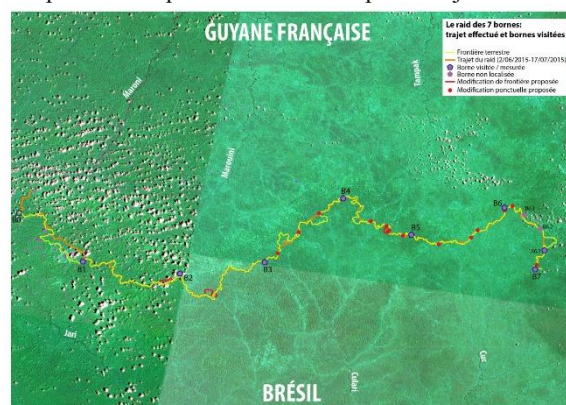 GUYANE FRANÇAISE
Le raid des 7 bornes:
trajet effectué et bornes visitées
Frontière terrestre
Trajet du raid (2/06/2015-17/07/2015)
Borne visitée / mesurée
Borne non localisée
Modification de frontière proposée
Modification ponctuelle proposée
Maroni
Tampak
Marouini
B4
B6
B5
B1
B2
B3
B7
Jari
Culari
Cuc
BRÉSIL